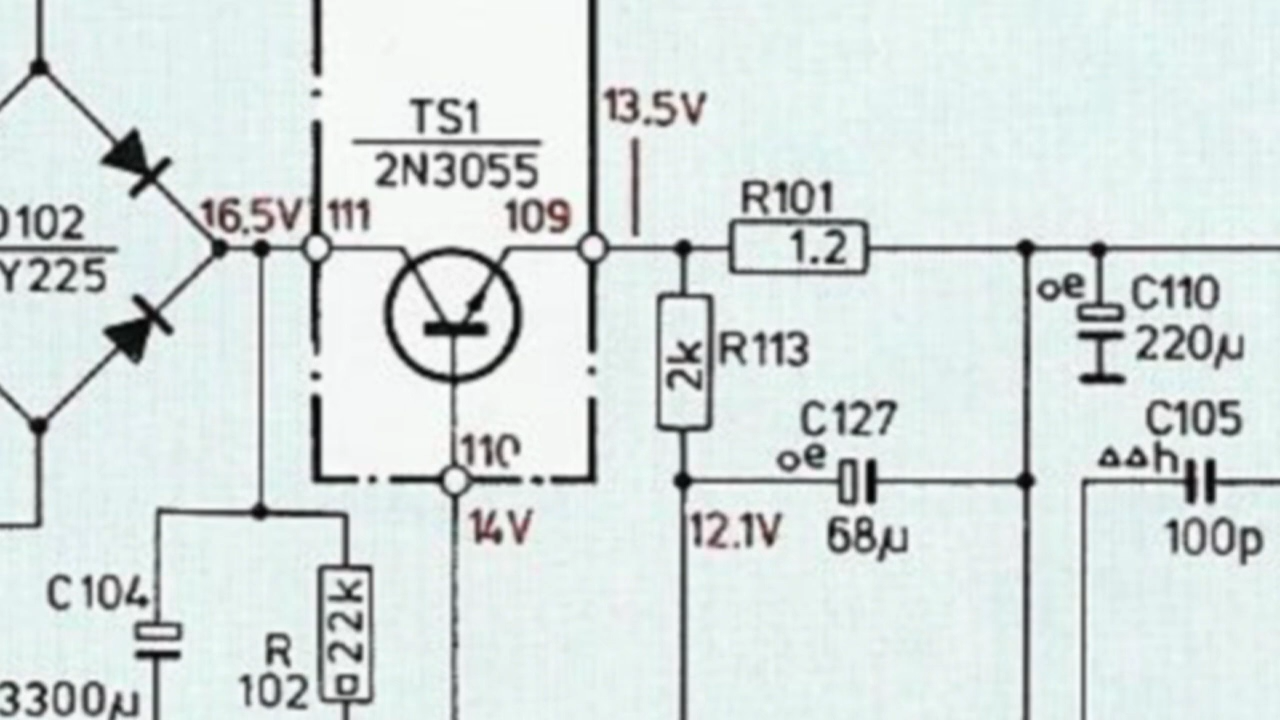 TS1
2N3055
13.5V
D102
Y225
16.5V
111
109
R101
1.2
2k
R113
oe
C110
220µ
C127
oe
68µ
12.1V
C105
ΔΔh
100p
110
14V
C104
3300µ
R
102
22k